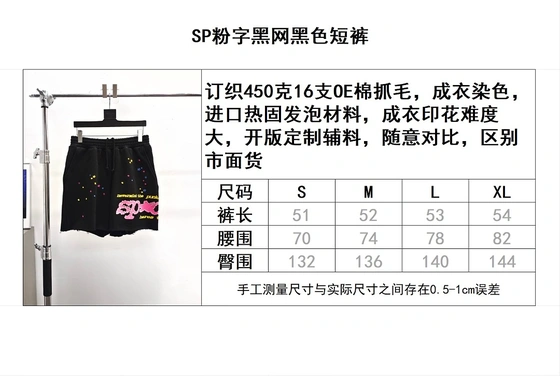 SP粉字黑网黑色短裤
订织450克16支OE棉抓毛，成衣染色，
进口热固发泡材料，成衣印花难度
大，开版定制辅料，随意对比，区别
市面货
尺码 S M L XL
裤长 51 52 53 54
腰围 70 74 78 82
臀围 132 136 140 144
手工测量尺寸与实际尺寸之间存在0.5-1cm误差